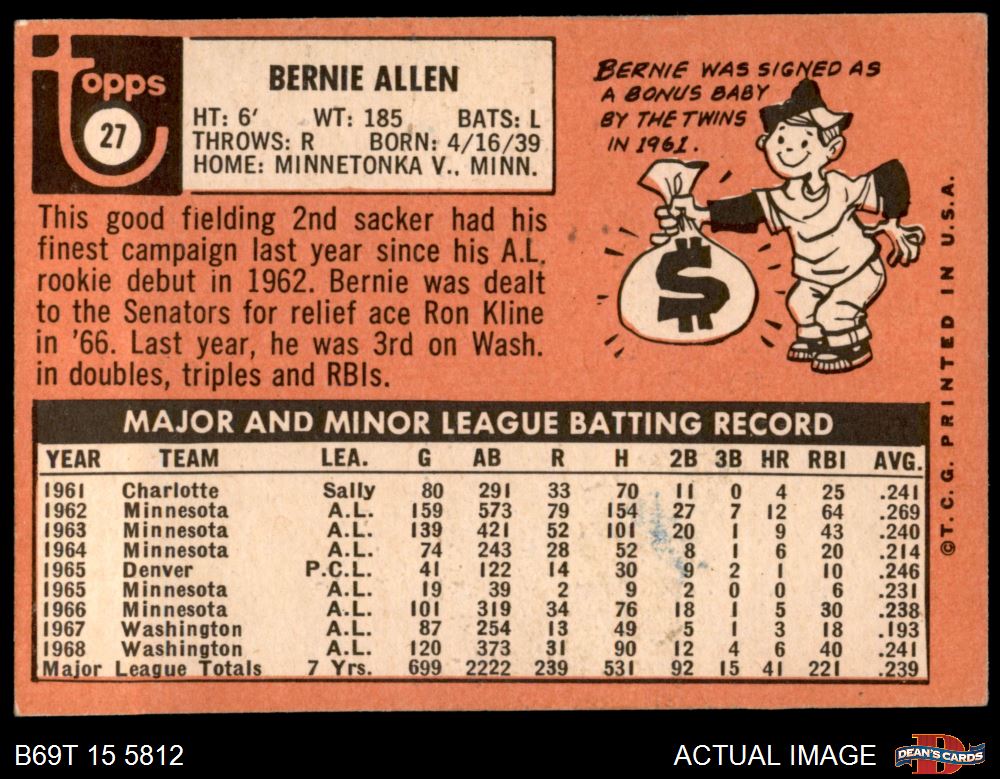 topps
27
BERNIE ALLEN
HT: 6' WT: 185 BATS: L
THROWS: R BORN: 4/16/39
HOME: MINNETONKA V., MINN.
BERNIE WAS SIGNED AS
A BONUS BABY
BY THE TWINS
IN 1961.
$
This good fielding 2nd sacker had his
finest campaign last year since his A.L.
rookie debut in 1962. Bernie was dealt
to the Senators for relief ace Ron Kline
in '66. Last year, he was 3rd on Wash.
in doubles, triples and RBIs.
©T. C. G. PRINTED IN U.S.A.
MAJOR AND MINOR LEAGUE BATTING RECORD
YEAR TEAM LEA. G AB R H 2B 3B HR RBI AVG.
1961 Charlotte Sally 80 291 33 70 11 0 4 25 .241
1962 Minnesota A.L. 159 573 79 154 27 7 12 64 .269
1963 Minnesota A.L. 139 421 52 101 20 1 9 43 .240
1964 Minnesota A.L. 74 243 28 52 8 1 6 20 .214
1965 Denver P.C.L. 41 122 14 30 9 2 1 10 .246
1965 Minnesota A.L. 19 39 2 9 2 0 0 6 .231
1966 Minnesota A.L. 101 319 34 76 18 1 5 30 .238
1967 Washington A.L. 87 254 13 49 5 1 3 18 .193
1968 Washington A.L. 120 373 31 90 12 4 6 40 .241
Major League Totals 7 Yrs. 699 2222 239 531 92 15 41 221 .239
B69T 15 5812
ACTUAL IMAGE
D
DEAN'S CARDS